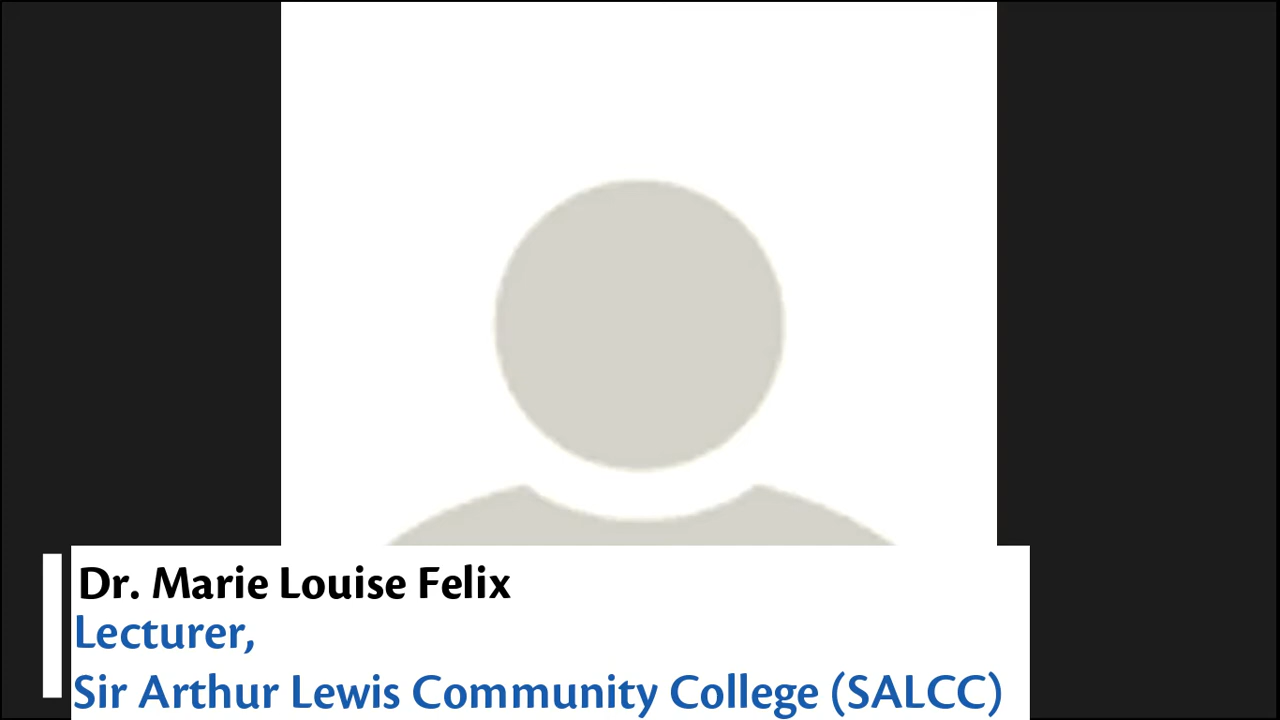 Dr. Marie Louise Felix
Lecturer,
Sir Arthur Lewis Community College (SALCC)